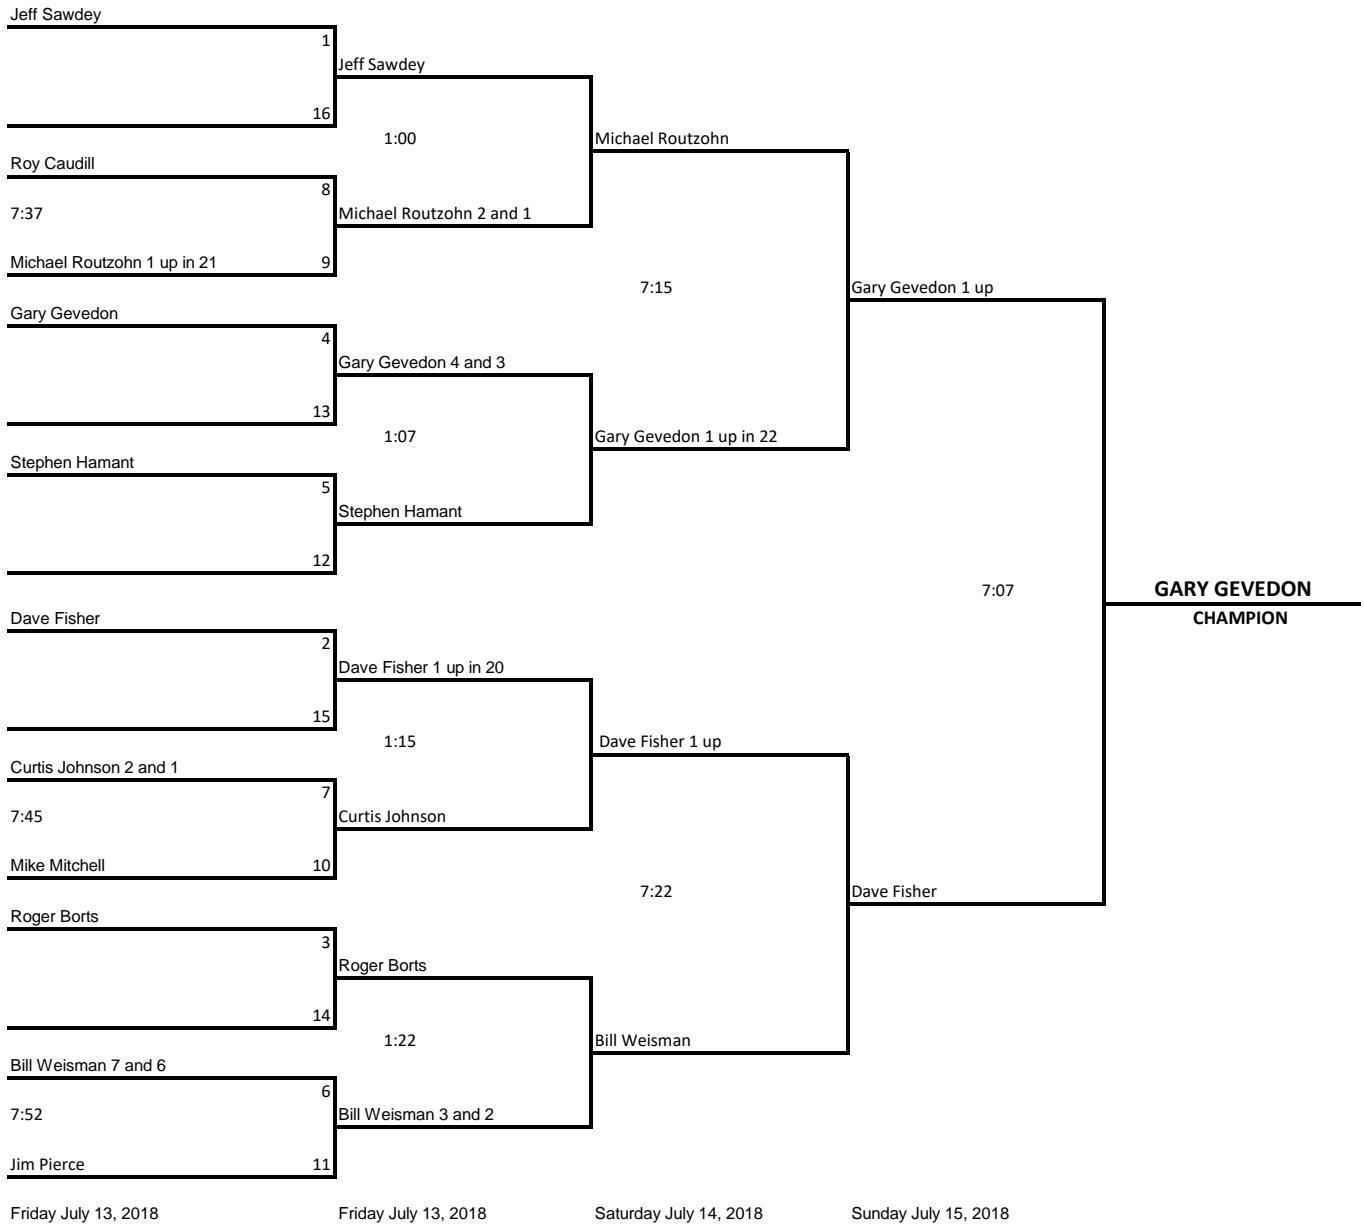 Jeff Sawdey
1
Jeff Sawdey
16
1:00
Michael Routzohn
Roy Caudill
8
7:37
Michael Routzohn 2 and 1
Michael Routzohn 1 up in 21
9
7:15
Gary Gevedon 1 up
Gary Gevedon
4
Gary Gevedon 4 and 3
13
1:07
Gary Gevedon 1 up in 22
Stephen Hamant
5
Stephen Hamant
12
7:07
GARY GEVEDON
CHAMPION
Dave Fisher
2
Dave Fisher 1 up in 20
15
1:15
Dave Fisher 1 up
Curtis Johnson 2 and 1
7
7:45
Curtis Johnson
Mike Mitchell
10
7:22
Dave Fisher
Roger Borts
3
Roger Borts
14
1:22
Bill Weisman
Bill Weisman 7 and 6
6
7:52
Bill Weisman 3 and 2
Jim Pierce
11
Friday July 13, 2018
Friday July 13, 2018
Saturday July 14, 2018
Sunday July 15, 2018